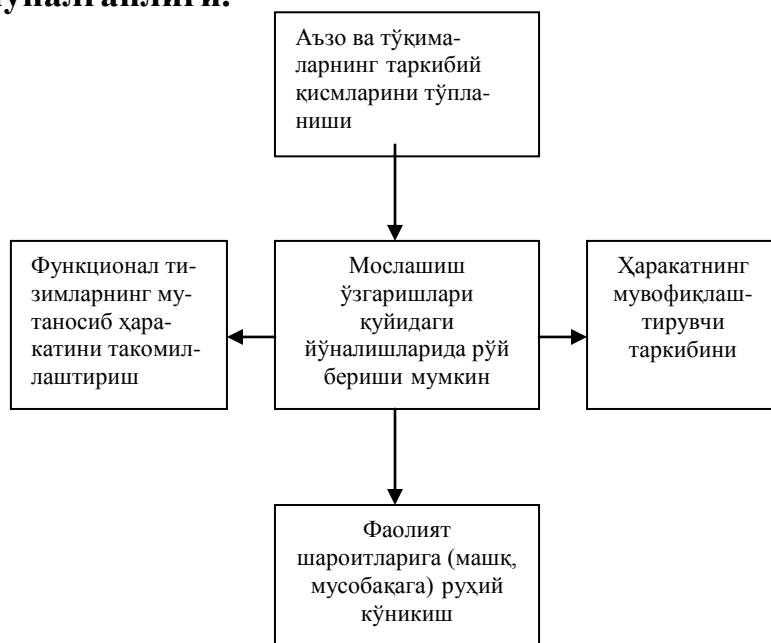 Аъзо ва тўқима-
ларнинг таркибий
қисмларини тўпла-
ниши
Функционал ти-
зимларнинг му-
таносиб ҳара-
катини такомил-
лаштириш
Мослашиш
ўзгаришлари
қуйидаги
йўналишларида рўй
бериши мумкин
Ҳаракатнинг
мувофиқлаш-
тирувчи
таркибини
Фаолият
шароитларига (машқ,
мусобақага) руҳий
кўникиш